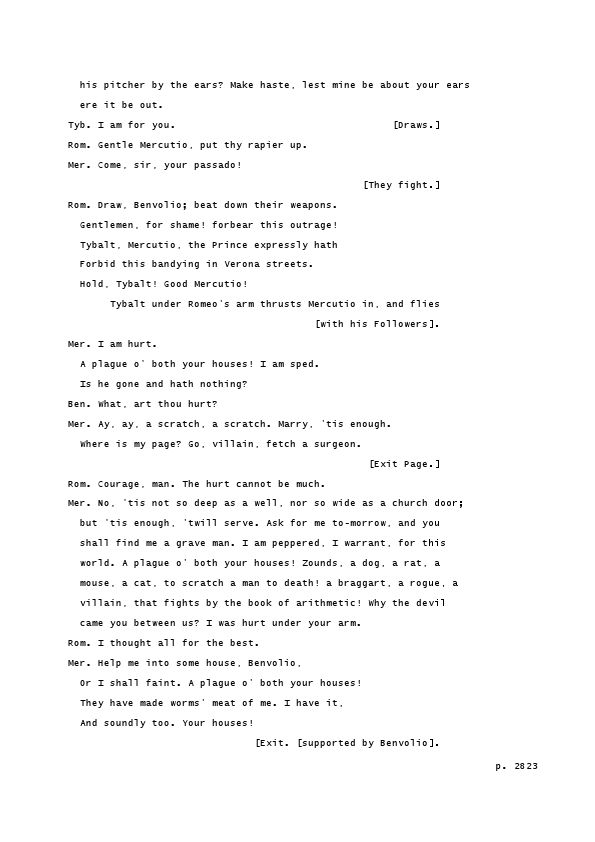 his pitcher by the ears? Make haste, lest mine be about your ears
ere it be out.
Tyb. I am for you. [Draws.]
Rom. Gentle Mercutio, put thy rapier up.
Mer. Come, sir, your passado!
[They fight.]
Rom. Draw, Benvolio; beat down their weapons.
Gentlemen, for shame! forbear this outrage!
Tybalt, Mercutio, the Prince expressly hath
Forbid this bandying in Verona streets.
Hold, Tybalt! Good Mercutio!
Tybalt under Romeo's arm thrusts Mercutio in, and flies
[with his Followers].
Mer. I am hurt.
A plague o' both your houses! I am sped.
Is he gone and hath nothing?
Ben. What, art thou hurt?
Mer. Ay, ay, a scratch, a scratch. Marry, 'tis enough.
Where is my page? Go, villain, fetch a surgeon.
[Exit Page.]
Rom. Courage, man. The hurt cannot be much.
Mer. No, 'tis not so deep as a well, nor so wide as a church door;
but 'tis enough, 'twill serve. Ask for me to-morrow, and you
shall find me a grave man. I am peppered, I warrant, for this
world. A plague o' both your houses! Zounds, a dog, a rat, a
mouse, a cat, to scratch a man to death! a braggart, a rogue, a
villain, that fights by the book of arithmetic! Why the devil
came you between us? I was hurt under your arm.
Rom. I thought all for the best.
Mer. Help me into some house, Benvolio,
Or I shall faint. A plague o' both your houses!
They have made worms' meat of me. I have it,
And soundly too. Your houses!
[Exit. [supported by Benvolio].
p. 2823